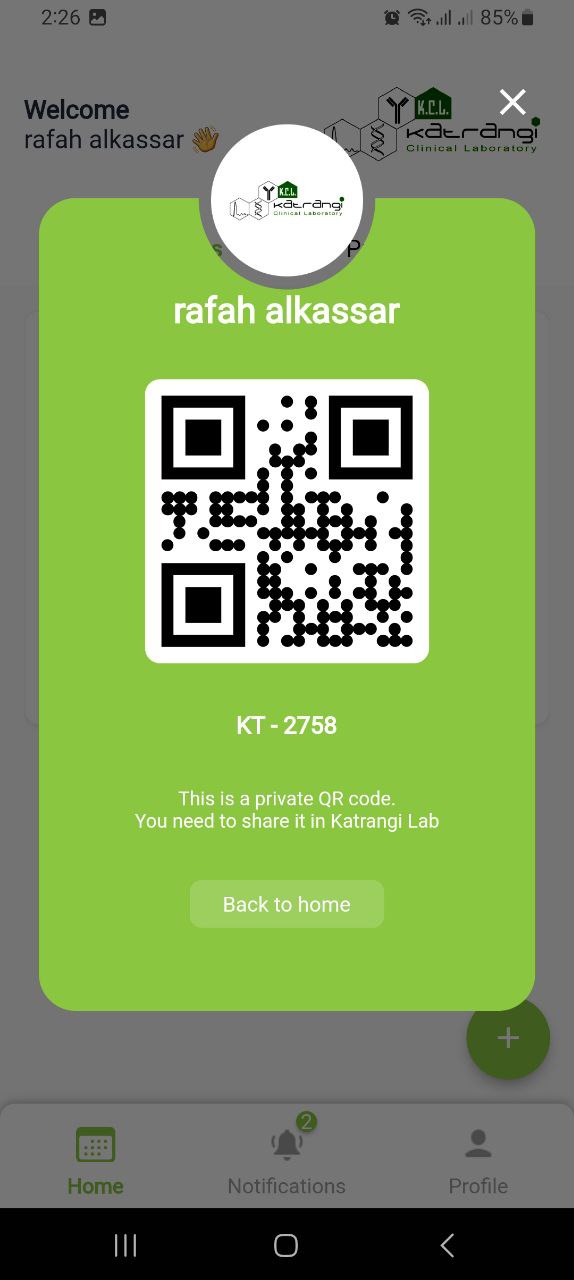 2:26
85%
Welcome
rafah alkassar 👋
K.C.L.
Katrangi
Clinical Laboratory
K.C.L.
Katrangi
Clinical Laboratory
s
P
rafah alkassar
KT - 2758
This is a private QR code.
You need to share it in Katrangi Lab
Back to home
+
2
Home
Notifications
Profile